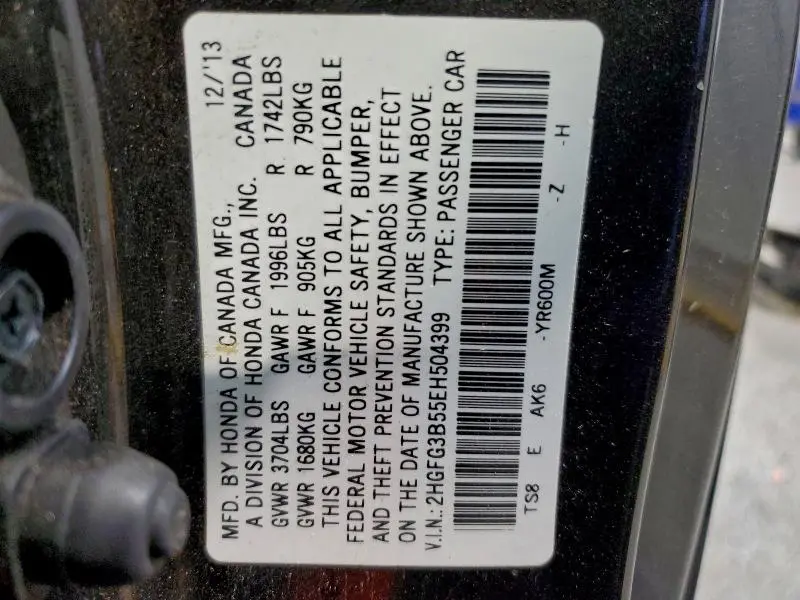 MFD. BY HONDA OF CANADA MFG., 12/'13
A DIVISION OF HONDA CANADA INC. CANADA
GVWR 3704LBS GAWR F 1996LBS R 1742LBS
GVWR 1680KG GAWR F 905KG R 790KG
THIS VEHICLE CONFORMS TO ALL APPLICABLE
FEDERAL MOTOR VEHICLE SAFETY, BUMPER,
AND THEFT PREVENTION STANDARDS IN EFFECT
ON THE DATE OF MANUFACTURE SHOWN ABOVE.
V.I.N.: 2HGFG3B55EH504399 TYPE: PASSENGER CAR
TS8 E AK6 -YR600M -Z -H